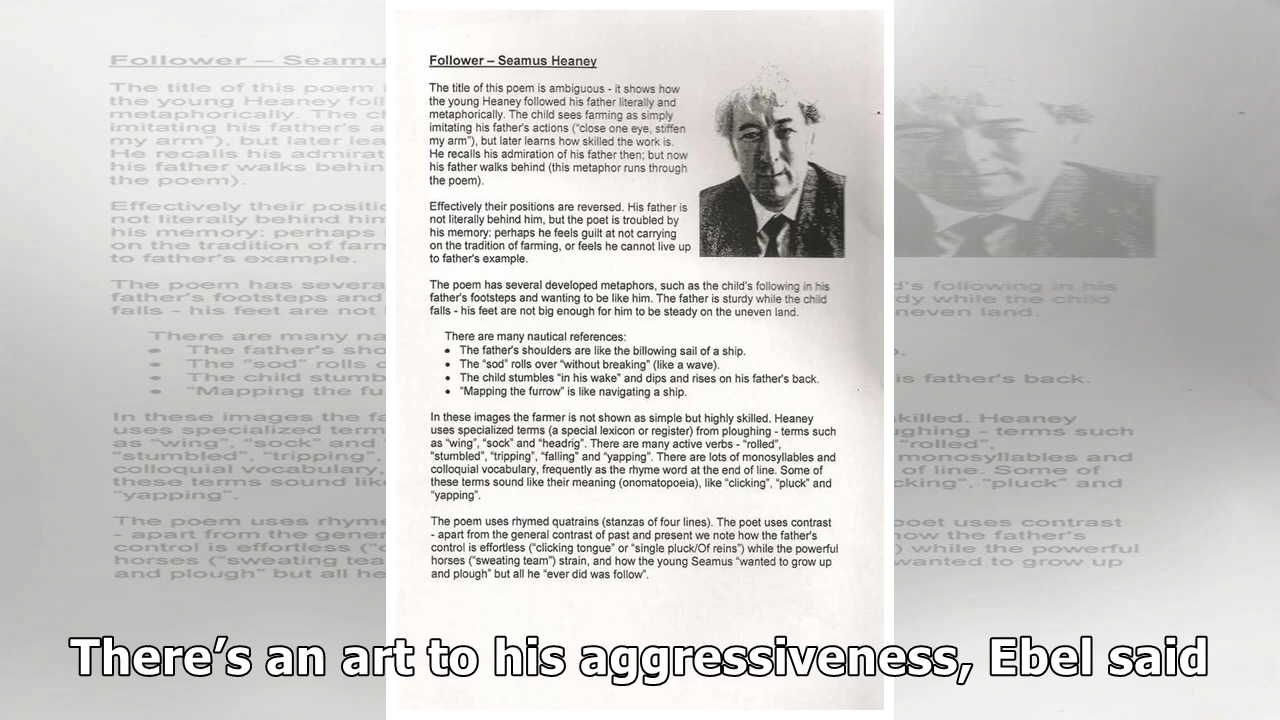 Follower – Seamus Heaney
The title of this poem is ambiguous - it shows how
the young Heaney followed his father literally and
metaphorically. The child sees farming as simply
imitating his father's actions ("close one eye, stiffen
my arm"), but later learns how skilled the work is.
He recalls his admiration of his father then; but now
his father walks behind (this metaphor runs through
the poem).
Effectively their positions are reversed. His father is
not literally behind him, but the poet is troubled by
his memory: perhaps he feels guilt at not carrying
on the tradition of farming, or feels he cannot live up
to father's example.
The poem has several developed metaphors, such as the child's following in his
father's footsteps and wanting to be like him. The father is sturdy while the child
falls - his feet are not big enough for him to be steady on the uneven land.
There are many nautical references:
• The father's shoulders are like the billowing sail of a ship.
• The "sod" rolls over "without breaking" (like a wave).
• The child stumbles "in his wake" and dips and rises on his father's back.
• "Mapping the furrow" is like navigating a ship.
In these images the farmer is not shown as simple but highly skilled. Heaney
uses specialized terms (a special lexicon or register) from ploughing - terms such
as "wing", "sock" and "headrig". There are many active verbs - "rolled",
"stumbled", "tripping", "falling" and "yapping". There are lots of monosyllables and
colloquial vocabulary, frequently as the rhyme word at the end of line. Some of
these terms sound like their meaning (onomatopoeia), like "clicking", "pluck" and
"yapping".
The poem uses rhymed quatrains (stanzas of four lines). The poet uses contrast
- apart from the general contrast of past and present we note how the father's
control is effortless ("clicking tongue" or "single pluck/Of reins") while the powerful
horses ("sweating team") strain, and how the young Seamus "wanted to grow up
and plough" but all he "ever did was follow".
There's an art to his aggressiveness, Ebel said